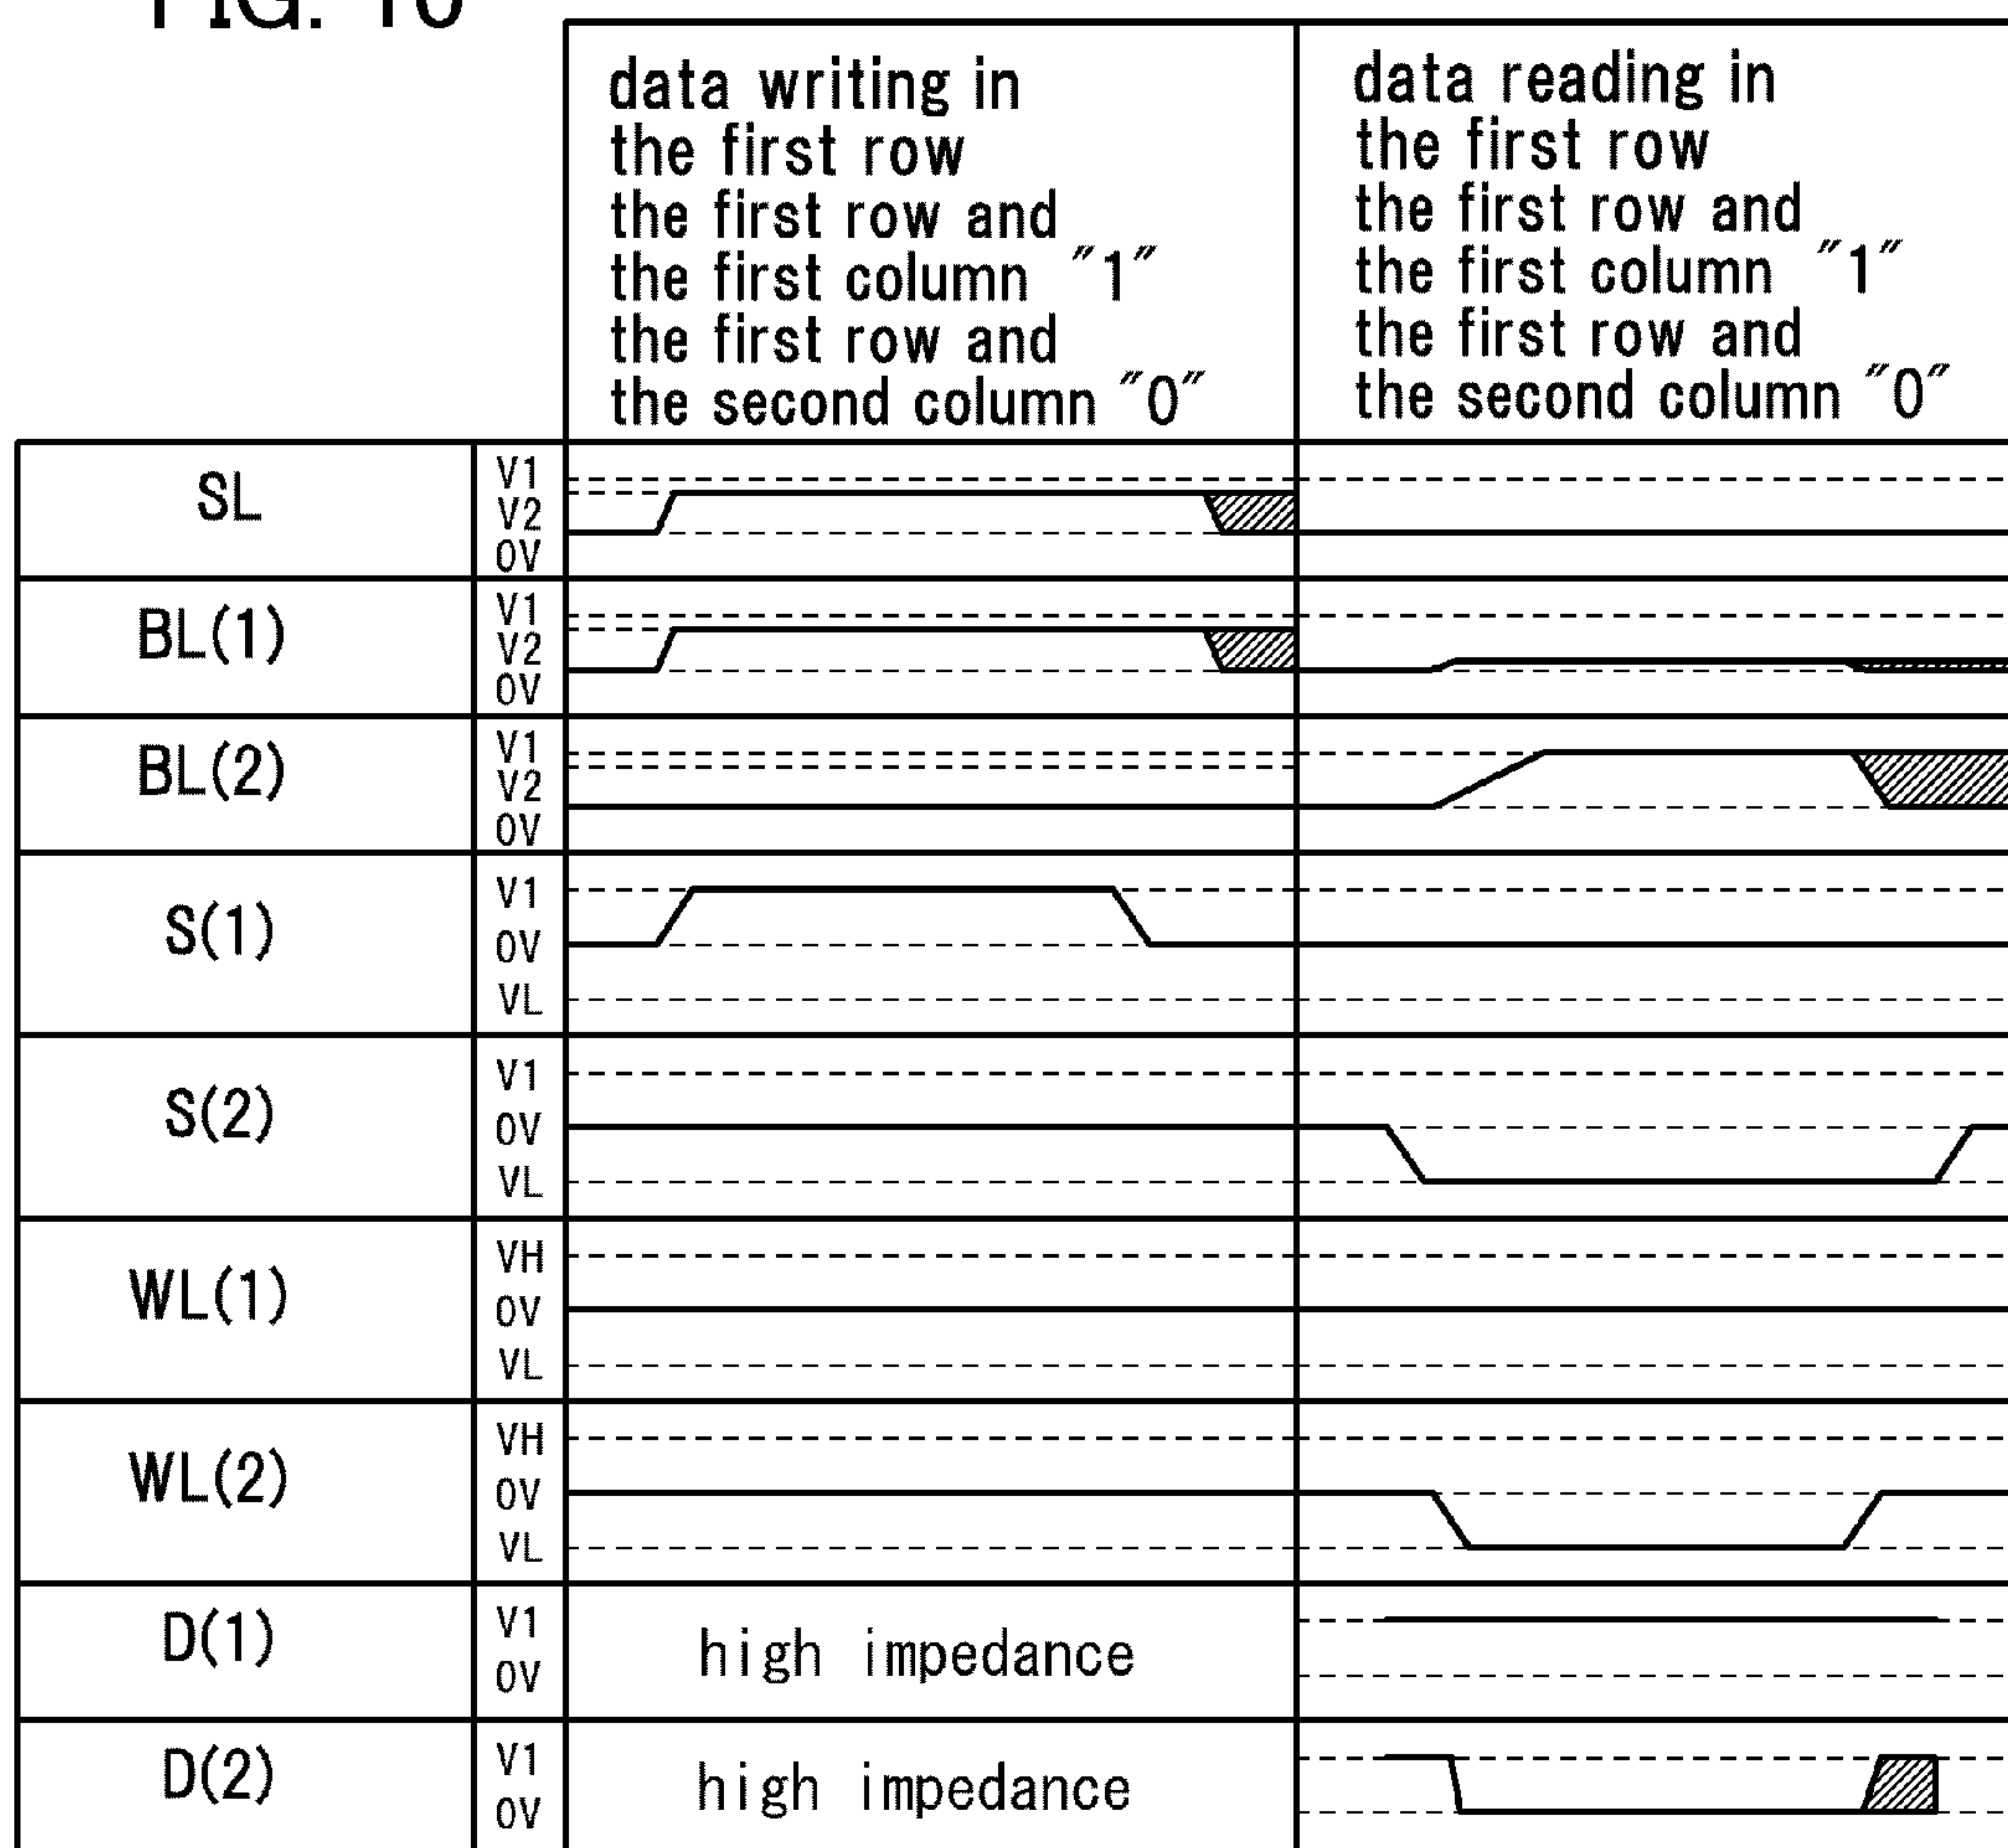 FIG.
data writing in
the first row
the first row and
the first column "1"
the first row and
the second column "0"
data reading in
the first row
the first row and
the first column "1"
the first row and
the second column "0"
SL
V1
V2
0V
BL(1)
V1
V2
0V
BL(2)
V1
V2
0V
S(1)
V1
0V
VL
S(2)
V1
0V
VL
WL(1)
VH
0V
VL
WL(2)
VH
0V
VL
D(1)
V1
0V
high impedance
D(2)
V1
0V
high impedance